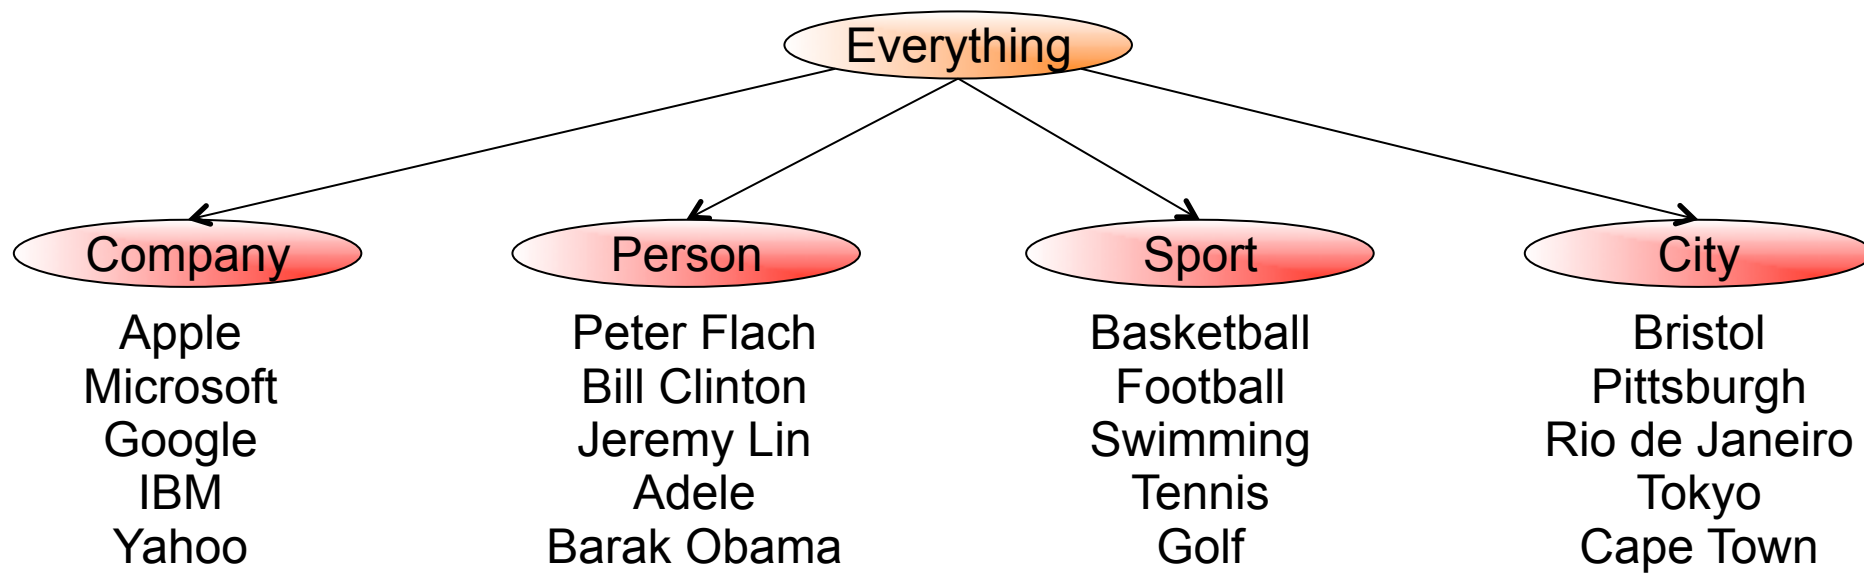 Everything
Company
Person
Sport
City
Apple
Microsoft
Google
IBM
Yahoo
Peter Flach
Bill Clinton
Jeremy Lin
Adele
Barak Obama
Basketball
Football
Swimming
Tennis
Golf
Bristol
Pittsburgh
Rio de Janeiro
Tokyo
Cape Town